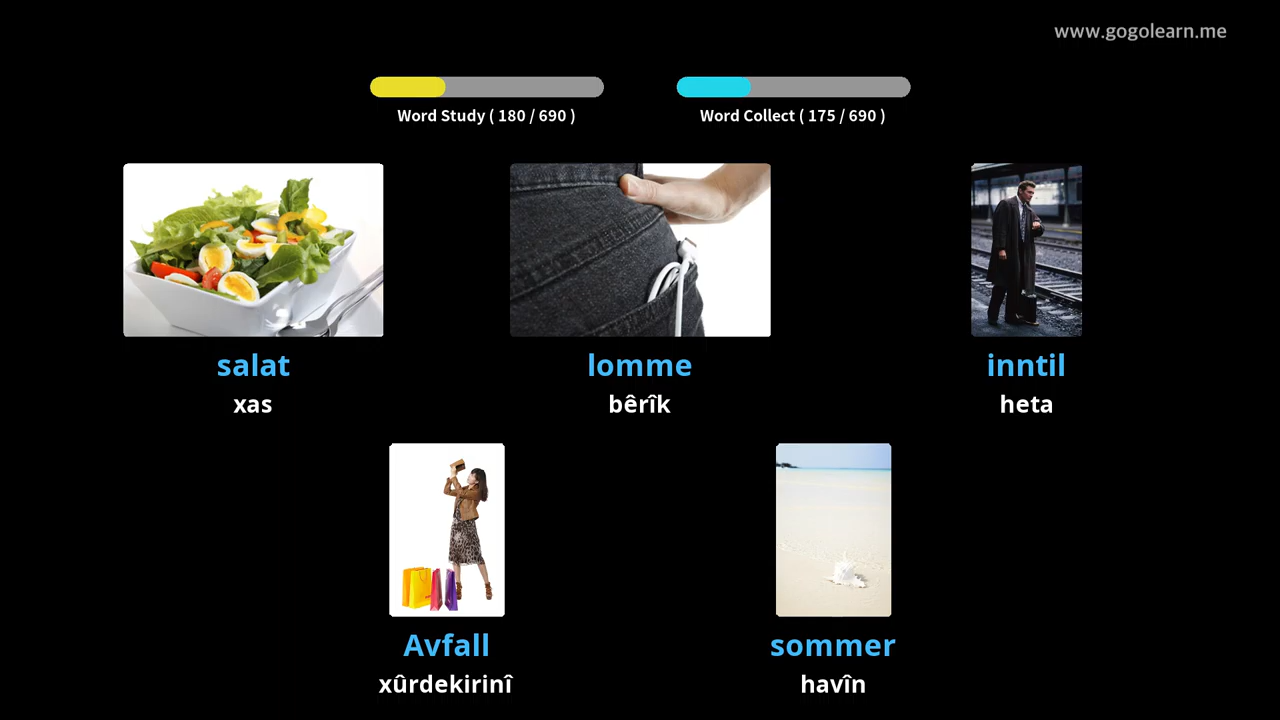 www.gogolearn.me
Word Study ( 180 / 690 )
Word Collect ( 175 / 690 )
salat
xas
lomme
bêrîk
inntil
heta
Avfall
xûrdekirinî
sommer
havîn